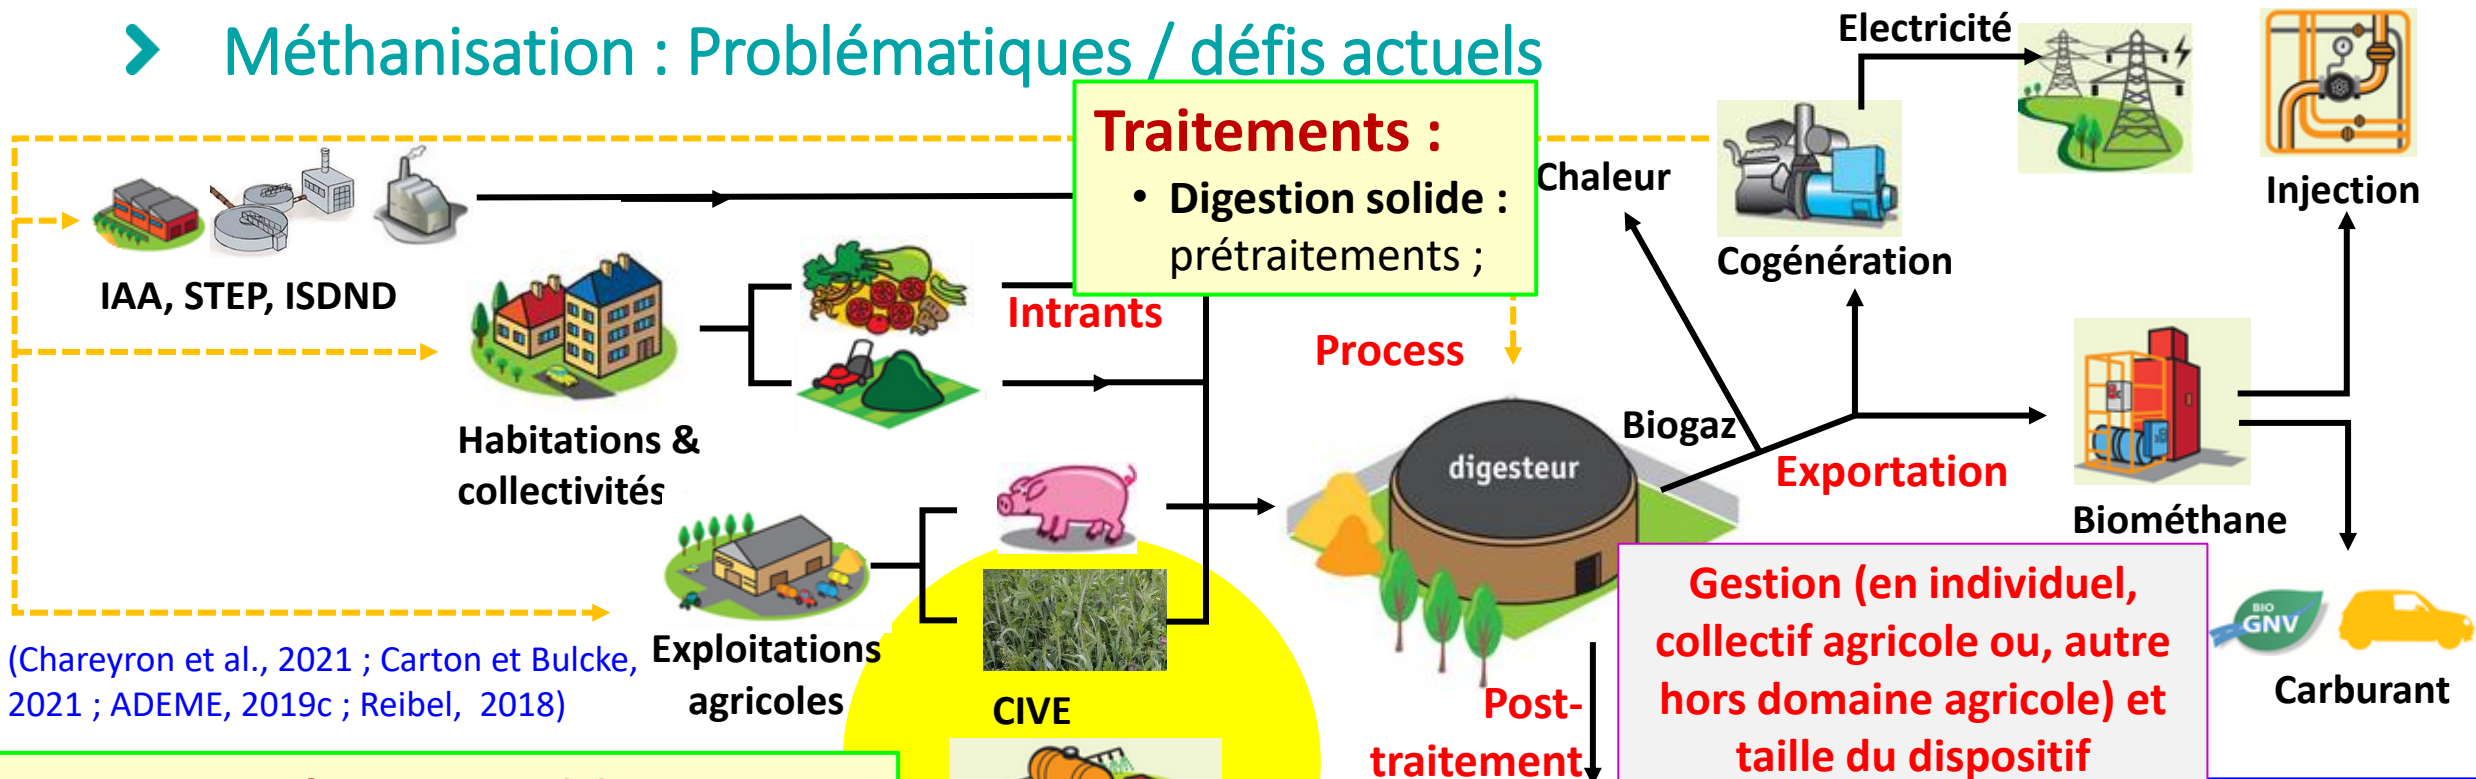 Méthanisation : Problématiques / défis actuels
Electricité
Traitements :
• Digestion solide :
prétraitements ;
Chaleur
Injection
Cogénération
IAA, STEP, ISDND
Intrants
Process
Habitations &
collectivités
Biogaz
digesteur
Exportation
Biométhane
Exploitations
agricoles
CIVE
(Chareyron et al., 2021 ; Carton et Bulcke,
2021 ; ADEME, 2019c ; Reibel, 2018)
Post-
traitement
Gestion (en individuel,
collectif agricole ou, autre
hors domaine agricole) et
taille du dispositif
BIO
GNV
Carburant